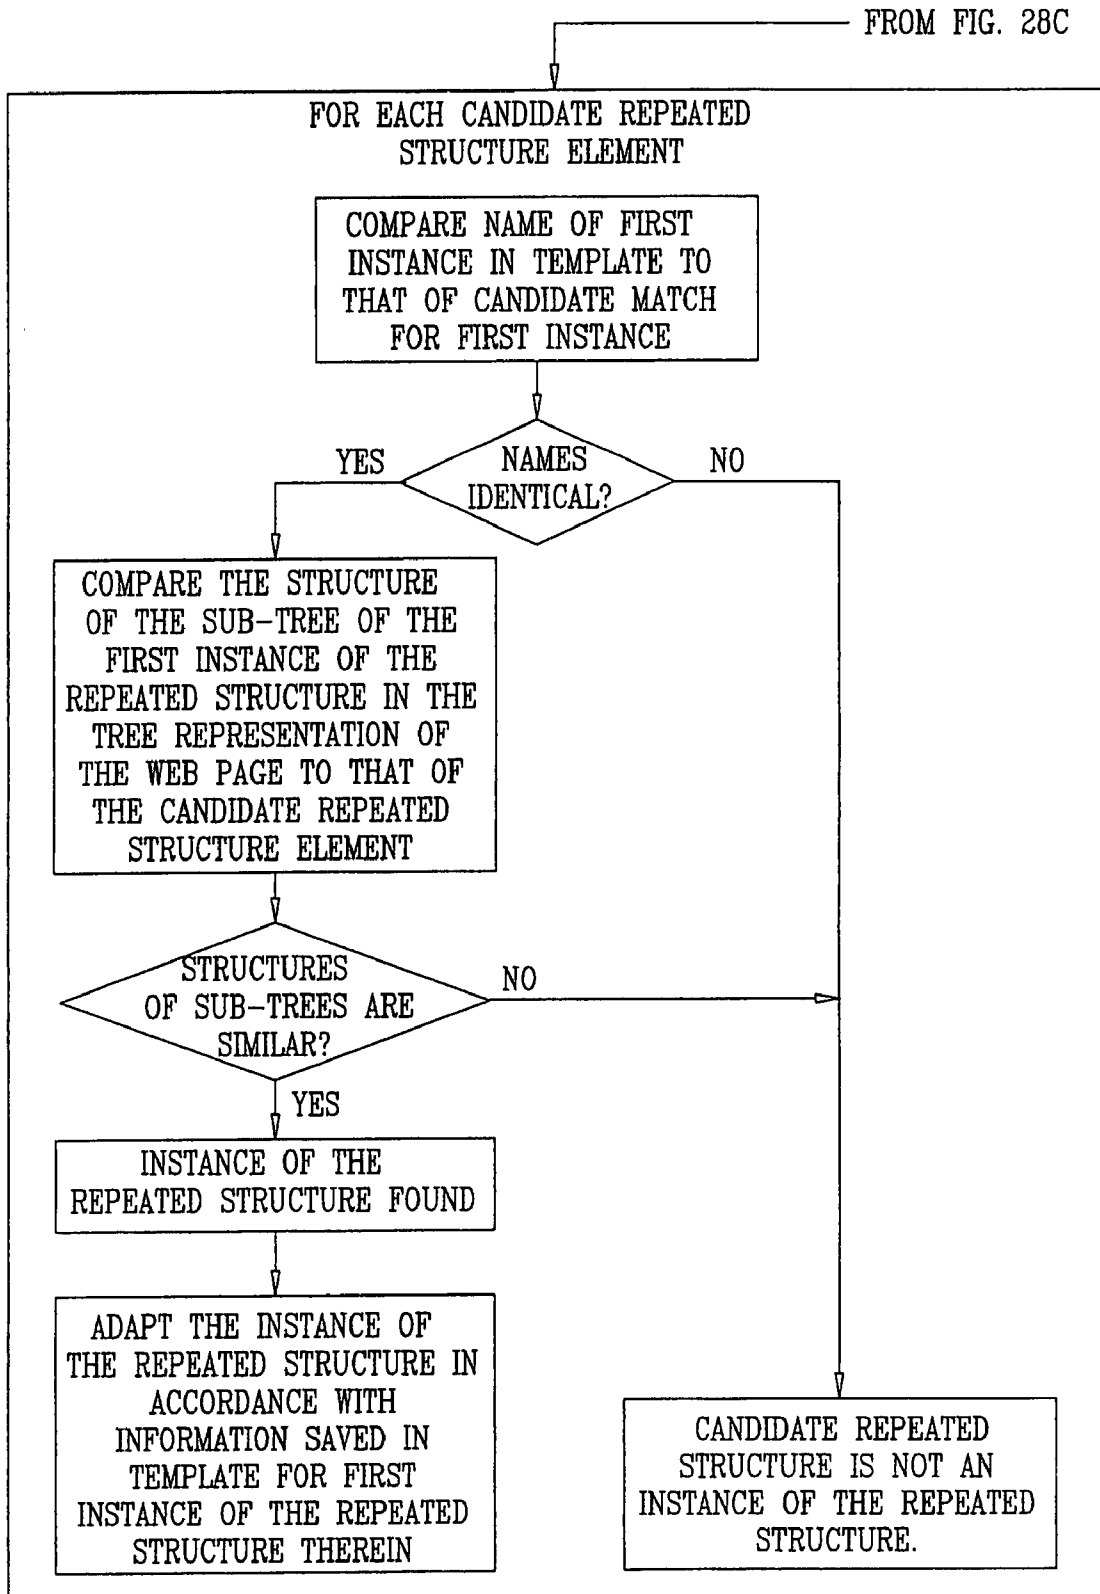 FROM FIG. 28C
FOR EACH CANDIDATE REPEATED
STRUCTURE ELEMENT
COMPARE NAME OF FIRST
INSTANCE IN TEMPLATE TO
THAT OF CANDIDATE MATCH
FOR FIRST INSTANCE
NAMES
IDENTICAL?
YES
NO
COMPARE THE STRUCTURE
OF THE SUB-TREE OF THE
FIRST INSTANCE OF THE
REPEATED STRUCTURE IN THE
TREE REPRESENTATION OF
THE WEB PAGE TO THAT OF
THE CANDIDATE REPEATED
STRUCTURE ELEMENT
STRUCTURES
OF SUB-TREES ARE
SIMILAR?
NO
YES
INSTANCE OF THE
REPEATED STRUCTURE FOUND
ADAPT THE INSTANCE OF
THE REPEATED STRUCTURE IN
ACCORDANCE WITH
INFORMATION SAVED IN
TEMPLATE FOR FIRST
INSTANCE OF THE REPEATED
STRUCTURE THEREIN
CANDIDATE REPEATED
STRUCTURE IS NOT AN
INSTANCE OF THE REPEATED
STRUCTURE.